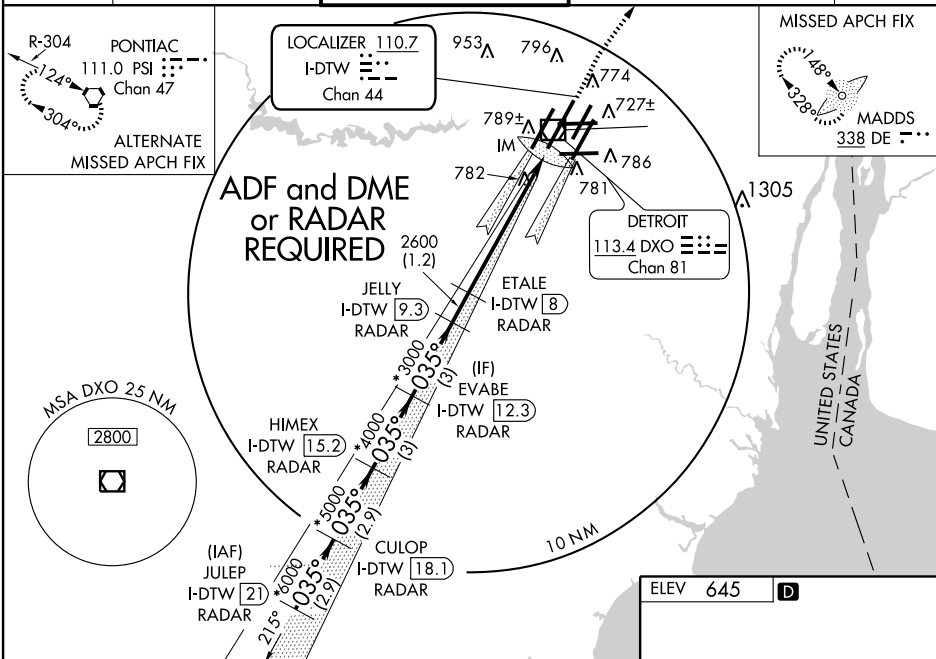 R-304
PONTIAC
111.0 PSI
Chan 47
124°
304°
ALTERNATE
MISSED APCH FIX
LOCALIZER 110.7
I-DTW
Chan 44
953
796
774
727±
789±
IM
786
782
781
MISSED APCH FIX
148°
328°
MADDS
338 DE
1305
ADF and DME
or RADAR
REQUIRED
DETROIT
113.4 DXO
Chan 81
2600
(1.2)
JELLY
I-DTW 9.3
RADAR
ETALE
I-DTW 8
RADAR
*3000
035°
(3)
(IF)
EVABE
I-DTW 12.3
RADAR
MSA DXO 25 NM
2800
HIMEX
I-DTW 15.2
RADAR
*4000
035°
(3)
UNITED STATES
CANADA
*5000
035°
(2.9)
CULOP
I-DTW 18.1
RADAR
10 NM
(IAF)
JULEP
I-DTW 21
RADAR
*6000
035°
(2.9)
215°
ELEV 645 D